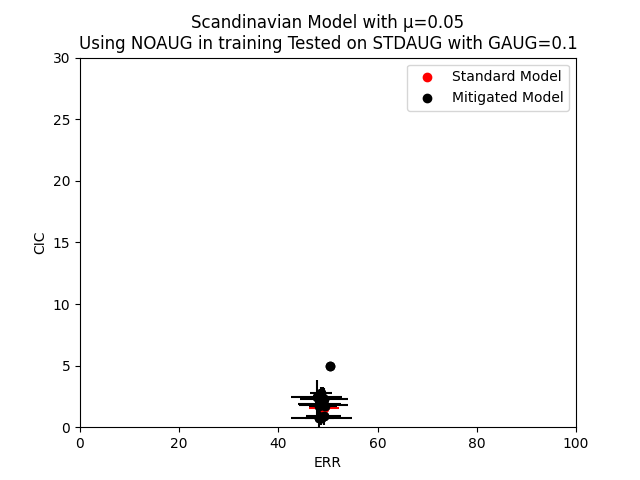 Scandinavian Model with μ=0.05
Using NOAUG in training Tested on STDAUG with GAUG=0.1
Standard Model
Mitigated Model
CIC
30
25
20
15
10
5
0
0 20 40 60 80 100
ERR